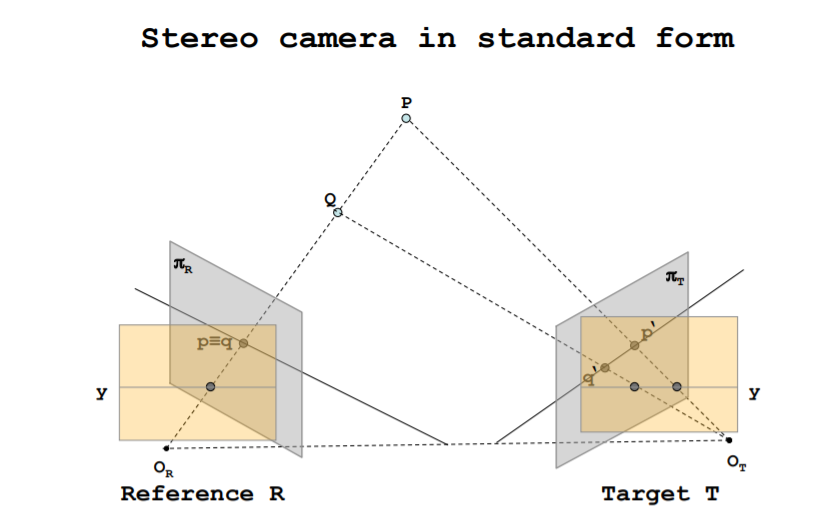 Stereo camera in standard form
P
Q
πR
πT
p≡q
p'
q'
y
y
OR
OT
Reference R
Target T